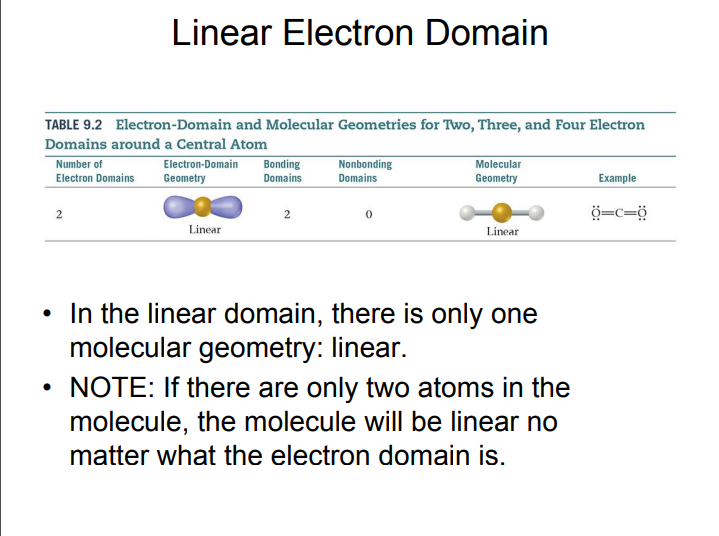 Linear Electron Domain
TABLE 9.2 Electron-Domain and Molecular Geometries for Two, Three, and Four Electron
Domains around a Central Atom
Number of Electron-Domain Bonding Nonbonding Molecular
Electron Domains Geometry Domains Domains Geometry Example
2 2 0 Ö=C=Ö
Linear Linear
• In the linear domain, there is only one
molecular geometry: linear.
• NOTE: If there are only two atoms in the
molecule, the molecule will be linear no
matter what the electron domain is.